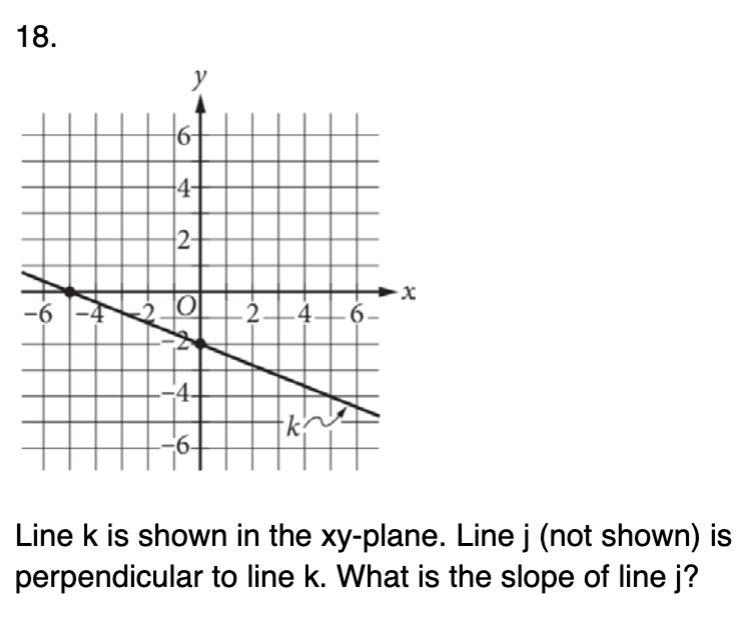 18.
y
6
4
2
x
-6 -4 -2 O 2 4 6
-2
-4
k
-6
Line k is shown in the xy-plane. Line j (not shown) is
perpendicular to line k. What is the slope of line j?